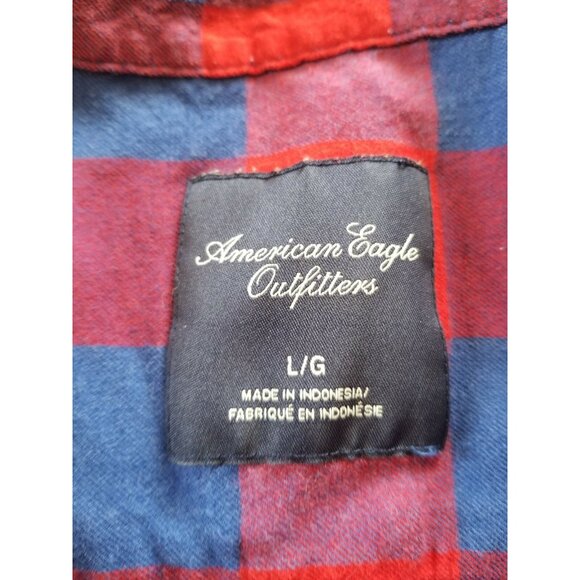 American Eagle
Outfitters
L/G
MADE IN INDONESIA/
FABRIQUÉ EN INDONÉSIE